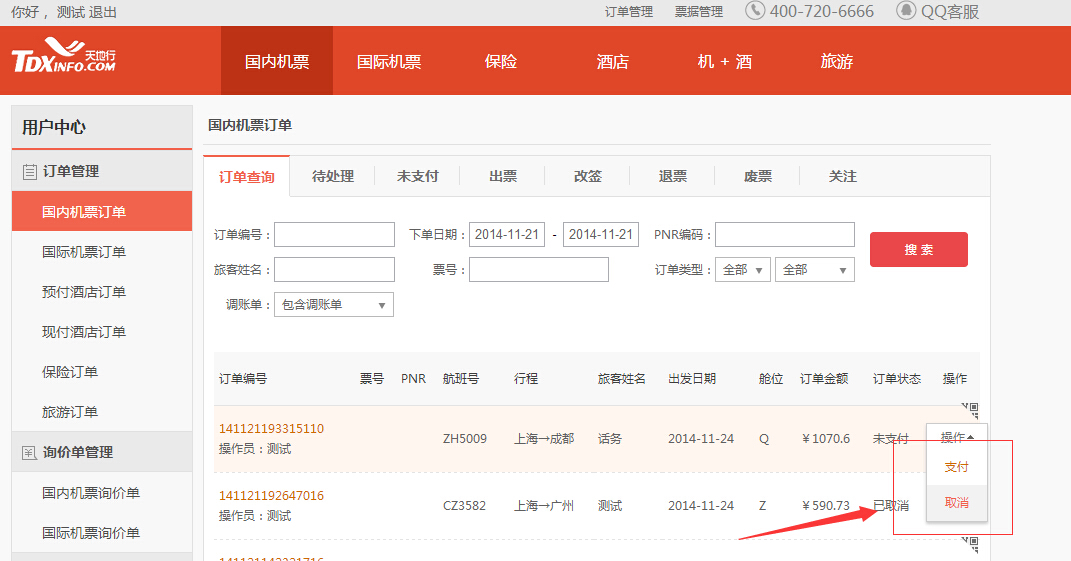 你好 ， 测试 退出 订单管理 票据管理 400-720-6666 QQ客服
TDXINFO.COM 天地行 国内机票 国际机票 保险 酒店 机 + 酒 旅游
用户中心 国内机票订单
订单管理 订单查询 待处理 未支付 出票 改签 退票 废票 关注
国内机票订单
国际机票订单
预付酒店订单
现付酒店订单
保险订单
旅游订单
询价单管理
国内机票询价单
国际机票询价单
订单编号： 下单日期： 2014-11-21 - 2014-11-21 PNR编码：
搜 索
旅客姓名： 票号： 订单类型： 全部 ▼ 全部 ▼
调账单： 包含调账单 ▼
订单编号 票号 PNR 航班号 行程 旅客姓名 出发日期 舱位 订单金额 订单状态 操作
141121193315110
操作员：测试 ZH5009 上海→成都 话务 2014-11-24 Q ￥1070.6 未支付 操作
支付
取消
141121192647016
操作员：测试 CZ3582 上海→广州 测试 2014-11-24 Z ￥590.73 已取消